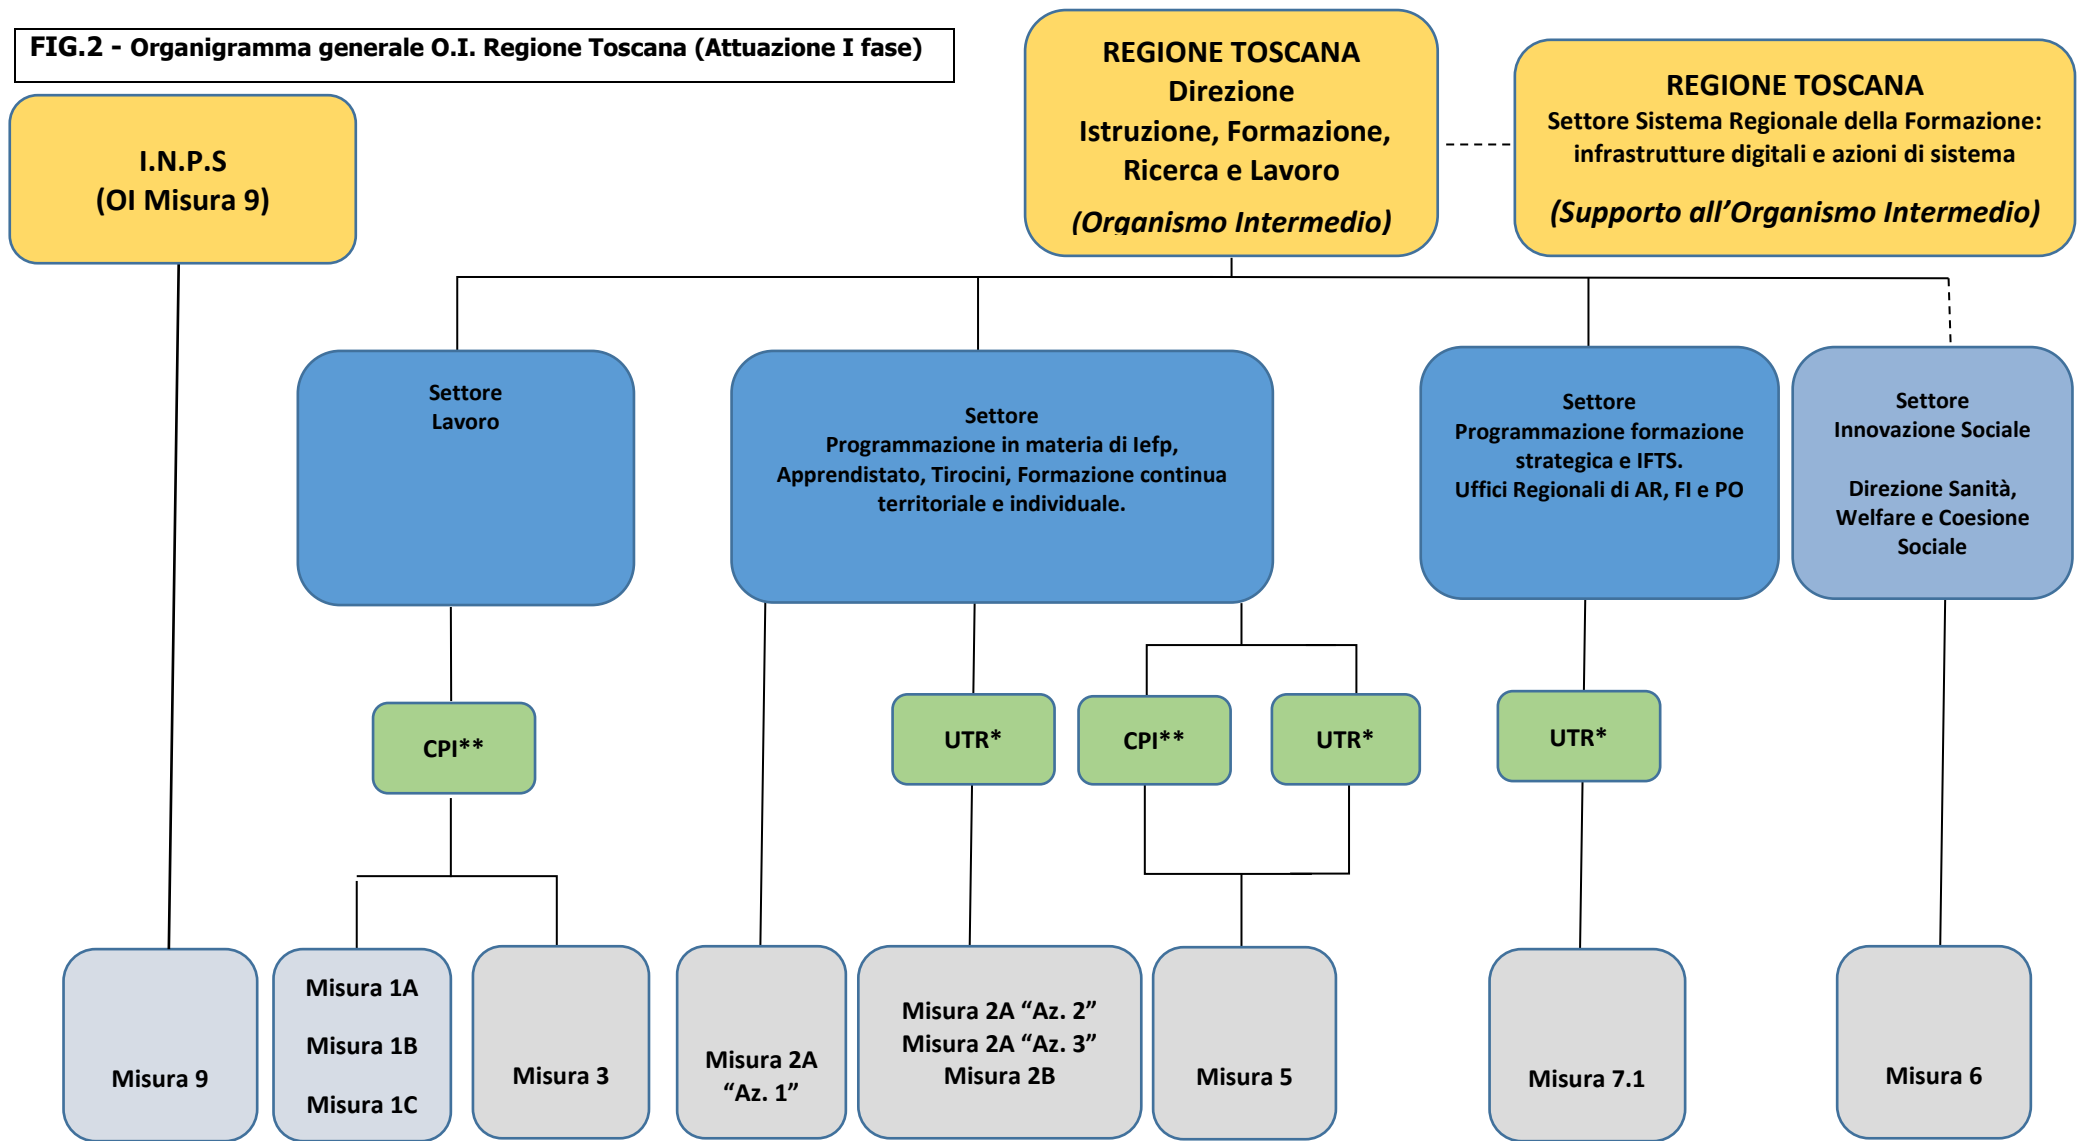 FIG.2 - Organigramma generale O.I. Regione Toscana (Attuazione I fase)
I.N.P.S
(OI Misura 9)
REGIONE TOSCANA
Direzione
Istruzione, Formazione,
Ricerca e Lavoro
(Organismo Intermedio)
REGIONE TOSCANA
Settore Sistema Regionale della Formazione:
infrastrutture digitali e azioni di sistema
(Supporto all’Organismo Intermedio)
Settore
Lavoro
Settore
Programmazione in materia di Iefp,
Apprendistato, Tirocini, Formazione continua
territoriale e individuale.
Settore
Programmazione formazione
strategica e IFTS.
Uffici Regionali di AR, FI e PO
Settore
Innovazione Sociale
Direzione Sanità,
Welfare e Coesione
Sociale
CPI**
UTR*
CPI**
UTR*
UTR*
Misura 9
Misura 1A
Misura 1B
Misura 1C
Misura 3
Misura 2A
“Az. 1”
Misura 2A “Az. 2”
Misura 2A “Az. 3”
Misura 2B
Misura 5
Misura 7.1
Misura 6